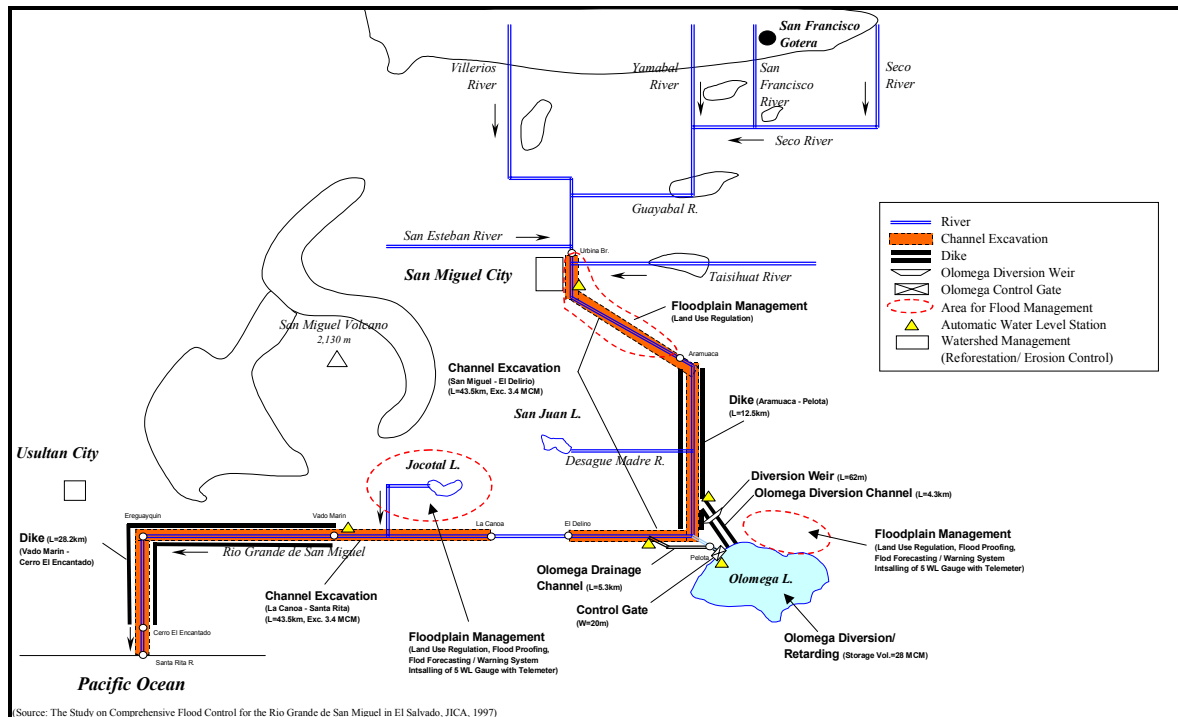 San Francisco
Gotera
Villerios
River
Yamabal
River
San
Francisco
River
Seco
River
Seco River
Guayabal R.
San Esteban River
Urbina Br.
San Miguel City
Taisihuat River
River
Channel Excavation
Dike
Olomega Diversion Weir
Olomega Control Gate
Area for Flood Management
Automatic Water Level Station
Watershed Management
(Reforestation/ Erosion Control)
Floodplain Management
(Land Use Regulation)
San Miguel Volcano
2,130 m
Aramuaca
Channel Excavation
(San Miguel - El Delirio)
(L=43.5km, Exc. 3.4 MCM)
Dike (Aramuaca - Pelota)
(L=12.5km)
San Juan L.
Desague Madre R.
Usultan City
Jocotal L.
Diversion Weir (L=62m)
Olomega Diversion Channel (L=4.3km)
Ereguayquin
Vado Marin
La Canoa
El Delino
Dike (L=28.2km)
(Vado Marin -
Cerro El Encantado)
Rio Grande de San Miguel
Pelota
Floodplain Management
(Land Use Regulation, Flood Proofing,
Flod Forecasting / Warning System
Intsalling of 5 WL Gauge with Telemeter)
Olomega Drainage
Channel (L=5.3km)
Olomega L.
Channel Excavation
(La Canoa - Santa Rita)
(L=43.5km, Exc. 3.4 MCM)
Control Gate
(W=20m)
Cerro El Encantado
Floodplain Management
(Land Use Regulation, Flood Proofing,
Flod Forecasting / Warning System
Intsalling of 5 WL Gauge with Telemeter)
Olomega Diversion/
Retarding (Storage Vol.=28 MCM)
Santa Rita R.
Pacific Ocean
(Source: The Study on Comprehensive Flood Control for the Rio Grande de San Miguel in El Salvado, JICA, 1997)